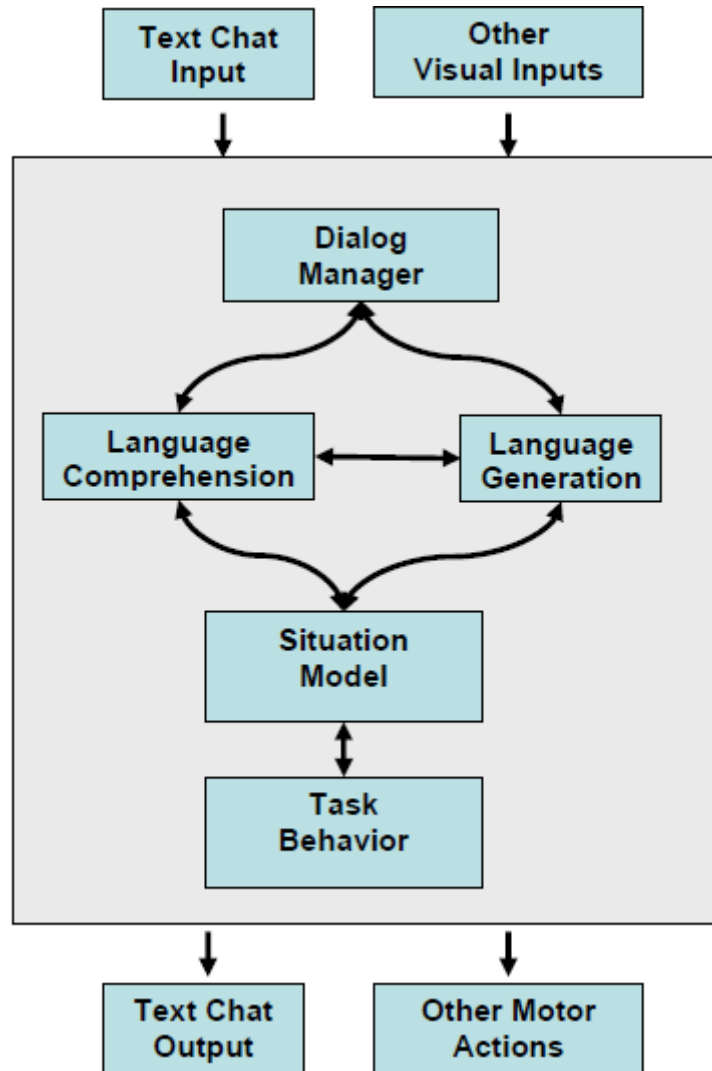 Text Chat
Input
Other
Visual Inputs
Dialog
Manager
Language
Comprehension
Language
Generation
Situation
Model
Task
Behavior
Text Chat
Output
Other Motor
Actions